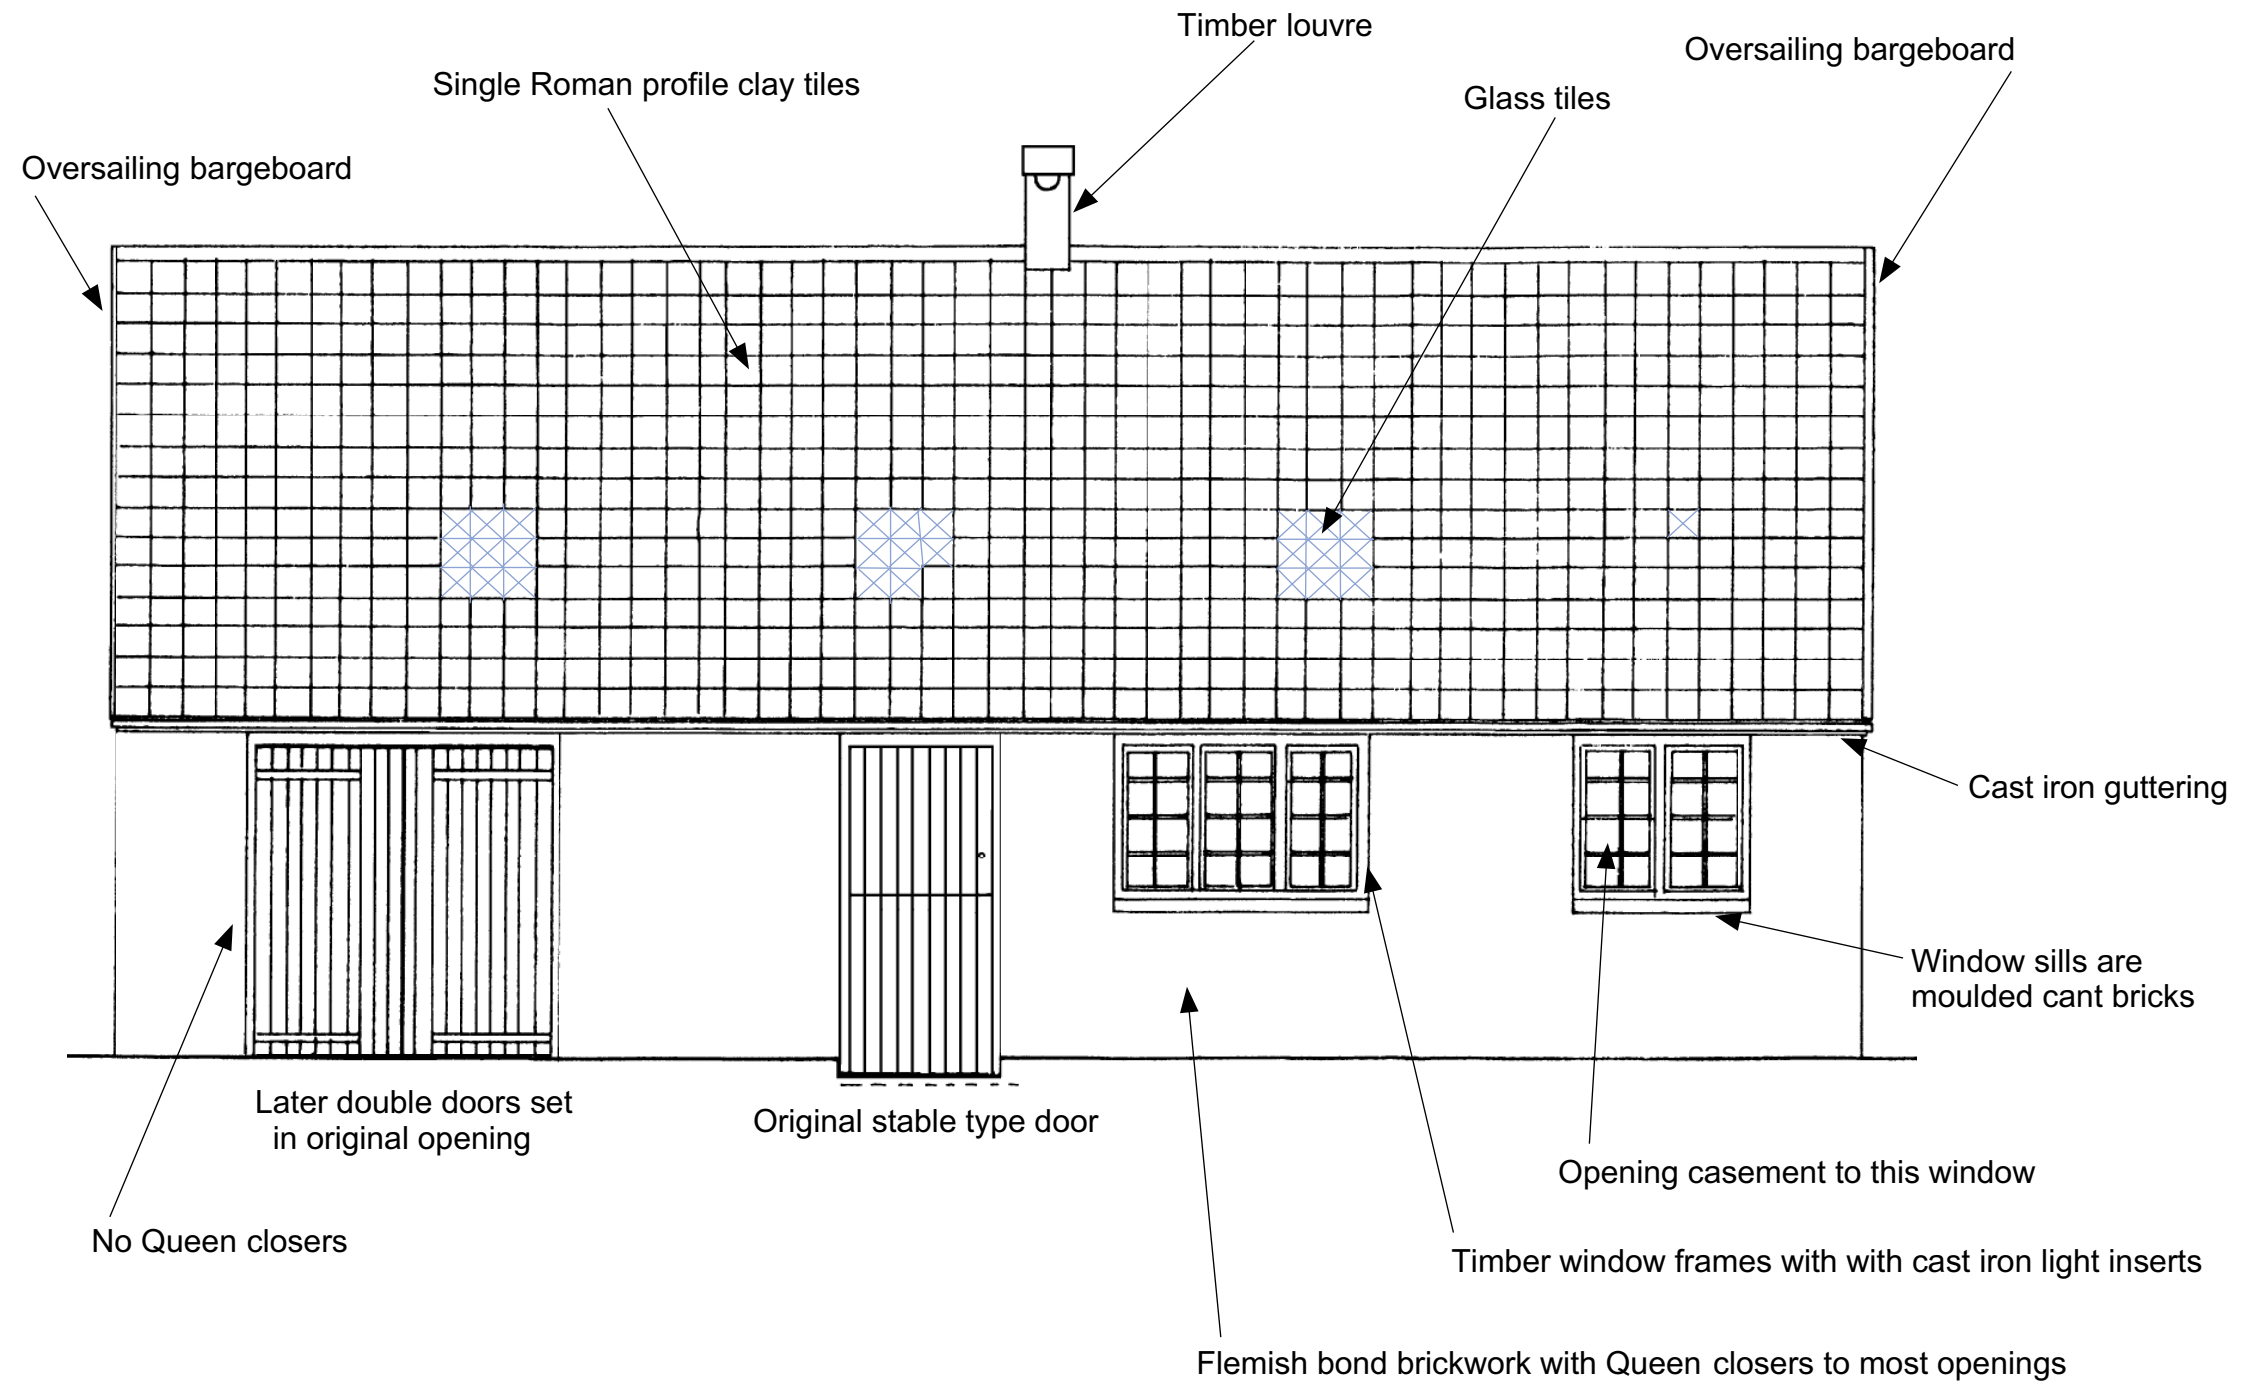 Timber louvre
Oversailing bargeboard
Single Roman profile clay tiles
Glass tiles
Oversailing bargeboard
Cast iron guttering
Window sills are
moulded cant bricks
Later double doors set
in original opening
Original stable type door
Opening casement to this window
No Queen closers
Timber window frames with with cast iron light inserts
Flemish bond brickwork with Queen closers to most openings